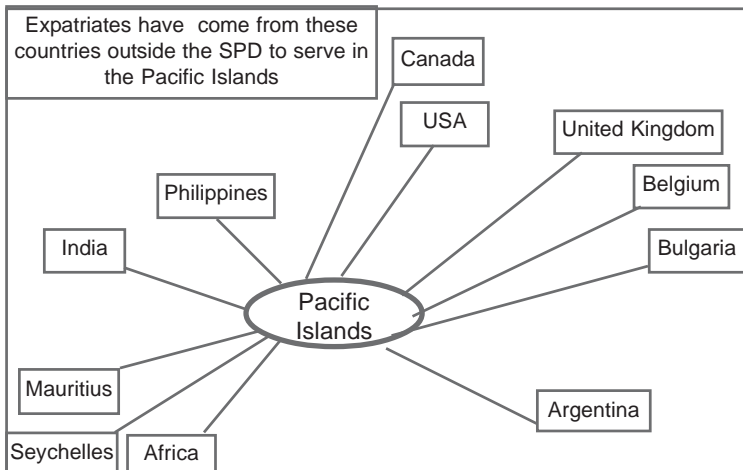 Expatriates have come from these
countries outside the SPD to serve in
the Pacific Islands
Canada
USA
United Kingdom
Philippines
Belgium
India
Bulgaria
Pacific
Islands
Mauritius
Argentina
Seychelles
Africa